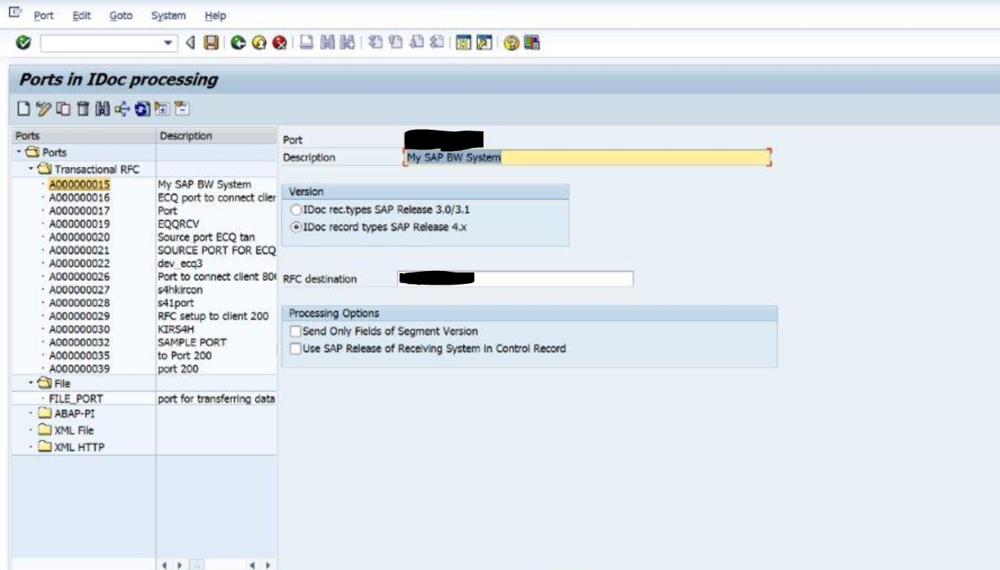 Port Edit Goto System Help
Ports in IDoc processing
Ports Description
Ports
Transactional RFC
A000000015 My SAP BW System
A000000016 ECQ port to connect clier
A000000017 Port
A000000019 EQQRCV
A000000020 Source port ECQ tan
A000000021 SOURCE PORT FOR ECQ
A000000022 dev_ecq3
A000000026 Port to connect client 800
A000000027 s4hkircon
A000000028 s41port
A000000029 RFC setup to client 200
A000000030 KIRS4H
A000000032 SAMPLE PORT
A000000035 to Port 200
A000000039 port 200
File
FILE_PORT port for transferring data
ABAP-PI
XML File
XML HTTP
Port
Description My SAP BW System
Version
IDoc rec.types SAP Release 3.0/3.1
IDoc record types SAP Release 4.x
RFC destination
Processing Options
Send Only Fields of Segment Version
Use SAP Release of Receiving System in Control Record